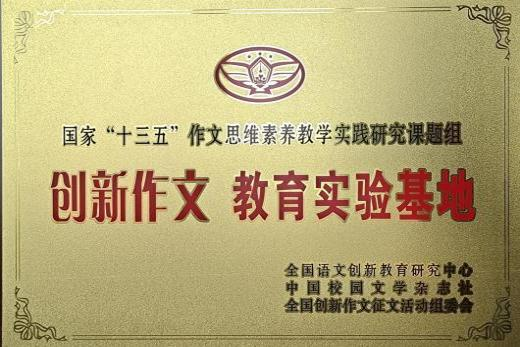 国家“十三五”作文思维素养教学实践研究课题组
创新作文 教育实验基地
全国语文创新教育研究中心
中国校园文学杂志社
全国创新作文征文活动组委会